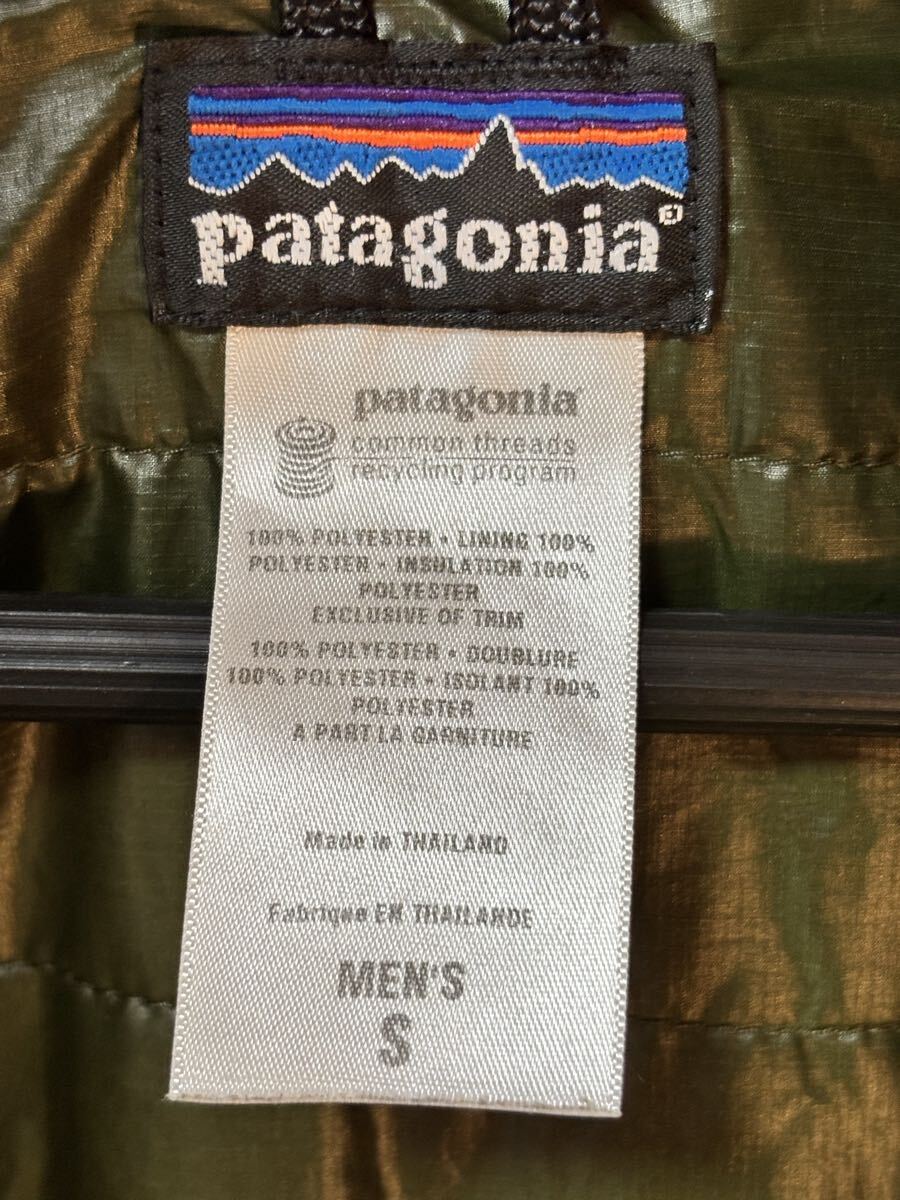 patagonia®
patagonia®
common threads
recycling program
100% POLYESTER • LINING 100%
POLYESTER • INSULATION 100%
POLYESTER
EXCLUSIVE OF TRIM
100% POLYESTER • DOUBLURE
100% POLYESTER • ISOLANT 100%
POLYESTER
A PART LA GARNITURE
Made in THAILAND
Fabrique EN THAILANDE
MEN'S
S